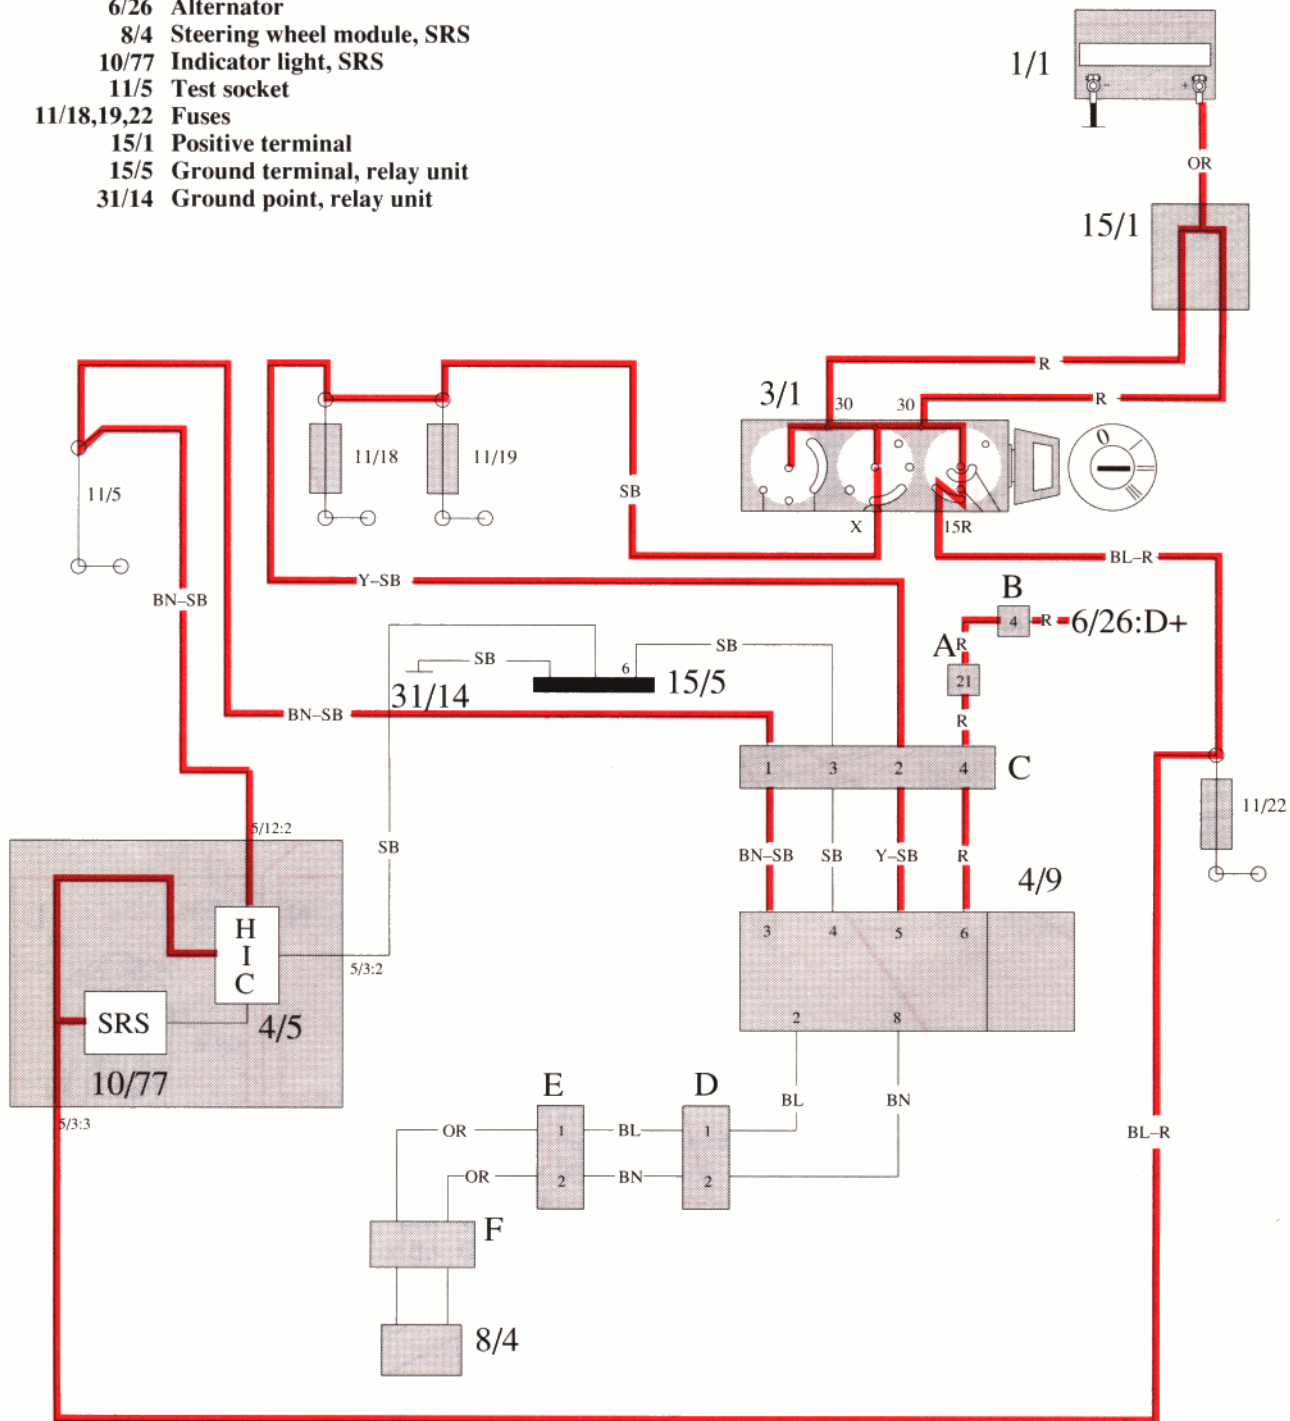 6/26 Alternator
8/4 Steering wheel module, SRS
10/77 Indicator light, SRS
11/5 Test socket
11/18,19,22 Fuses
15/1 Positive terminal
15/5 Ground terminal, relay unit
31/14 Ground point, relay unit
1/1
- +
OR
15/1
R
R
3/1
30
30
0 I II III
11/18
11/19
11/5
SB
X
15R
BL–R
Y–SB
B
4
R
6/26:D+
BN–SB
A
R
21
SB
SB
6
15/5
31/14
BN–SB
R
1
3
2
4
C
11/22
5/12:2
SB
BN–SB
SB
Y–SB
R
4/9
H
I
C
3
4
5
6
5/3:2
SRS
4/5
2
8
10/77
E
D
BL
BN
5/3:3
OR
1
BL
1
BL–R
OR
2
BN
2
F
8/4